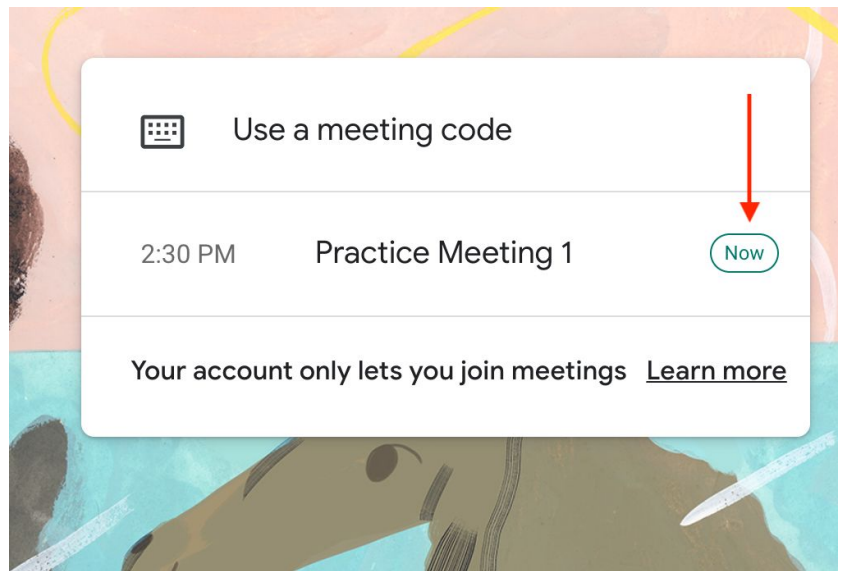 Use a meeting code
2:30 PM Practice Meeting 1 Now
Your account only lets you join meetings Learn more